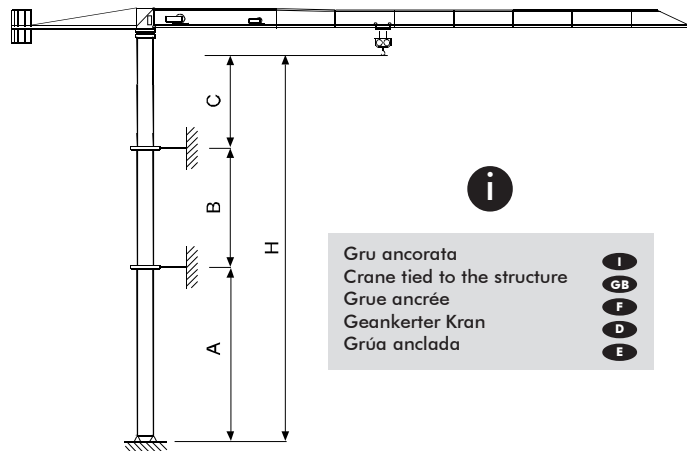 C
B
H
A
i
Gru ancorata I
Crane tied to the structure GB
Grue ancrée F
Geankerter Kran D
Grúa anclada E